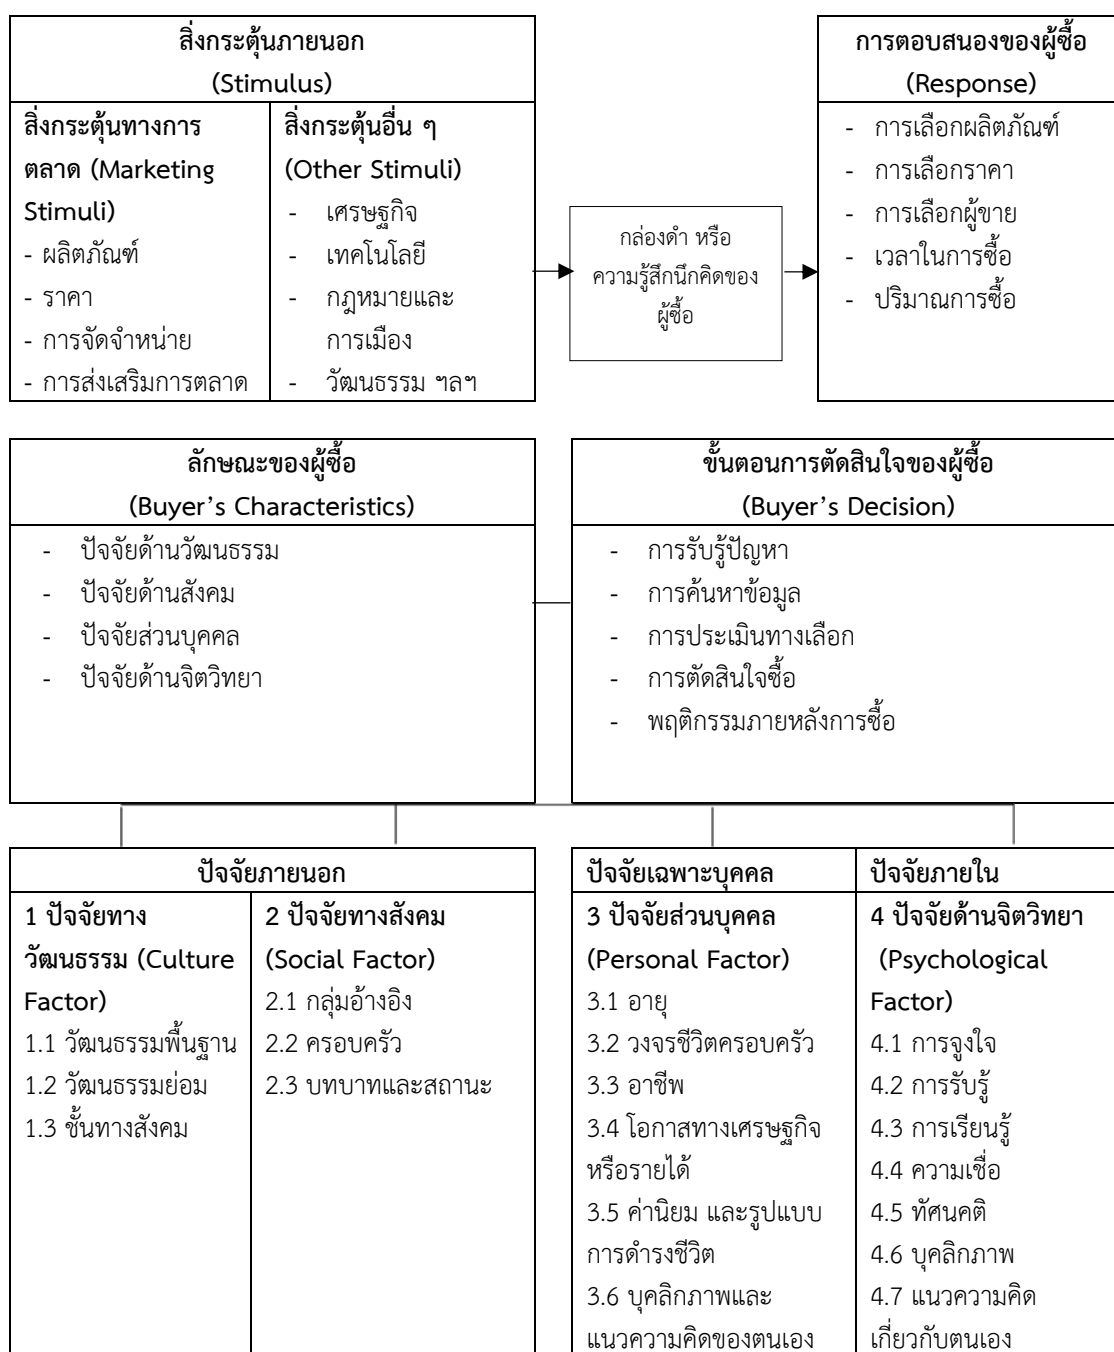 สิ่งกระตุ้นภายนอก
(Stimulus)
สิ่งกระตุ้นทางการ
ตลาด (Marketing
Stimuli)
- ผลิตภัณฑ์
- ราคา
- การจัดจำหน่าย
- การส่งเสริมการตลาด
สิ่งกระตุ้นอื่น ๆ
(Other Stimuli)
- เศรษฐกิจ
- เทคโนโลยี
- กฎหมายและ
การเมือง
- วัฒนธรรม ฯลฯ
กล่องดำ หรือ
ความรู้สึกนึกคิดของ
ผู้ซื้อ
การตอบสนองของผู้ซื้อ
(Response)
- การเลือกผลิตภัณฑ์
- การเลือกราคา
- การเลือกผู้ขาย
- เวลาในการซื้อ
- ปริมาณการซื้อ
ลักษณะของผู้ซื้อ
(Buyer’s Characteristics)
- ปัจจัยด้านวัฒนธรรม
- ปัจจัยด้านสังคม
- ปัจจัยส่วนบุคคล
- ปัจจัยด้านจิตวิทยา
ขั้นตอนการตัดสินใจของผู้ซื้อ
(Buyer’s Decision)
- การรับรู้ปัญหา
- การค้นหาข้อมูล
- การประเมินทางเลือก
- การตัดสินใจซื้อ
- พฤติกรรมภายหลังการซื้อ
ปัจจัยภายนอก
1 ปัจจัยทาง
วัฒนธรรม (Culture
Factor)
1.1 วัฒนธรรมพื้นฐาน
1.2 วัฒนธรรมย่อม
1.3 ชั้นทางสังคม
2 ปัจจัยทางสังคม
(Social Factor)
2.1 กลุ่มอ้างอิง
2.2 ครอบครัว
2.3 บทบาทและสถานะ
ปัจจัยเฉพาะบุคคล
3 ปัจจัยส่วนบุคคล
(Personal Factor)
3.1 อายุ
3.2 วงจรชีวิตครอบครัว
3.3 อาชีพ
3.4 โอกาสทางเศรษฐกิจ
หรือรายได้
3.5 ค่านิยม และรูปแบบ
การดำรงชีวิต
3.6 บุคลิกภาพและ
แนวความคิดของตนเอง
ปัจจัยภายใน
4 ปัจจัยด้านจิตวิทยา
(Psychological
Factor)
4.1 การจูงใจ
4.2 การรับรู้
4.3 การเรียนรู้
4.4 ความเชื่อ
4.5 ทัศนคติ
4.6 บุคลิกภาพ
4.7 แนวความคิด
เกี่ยวกับตนเอง